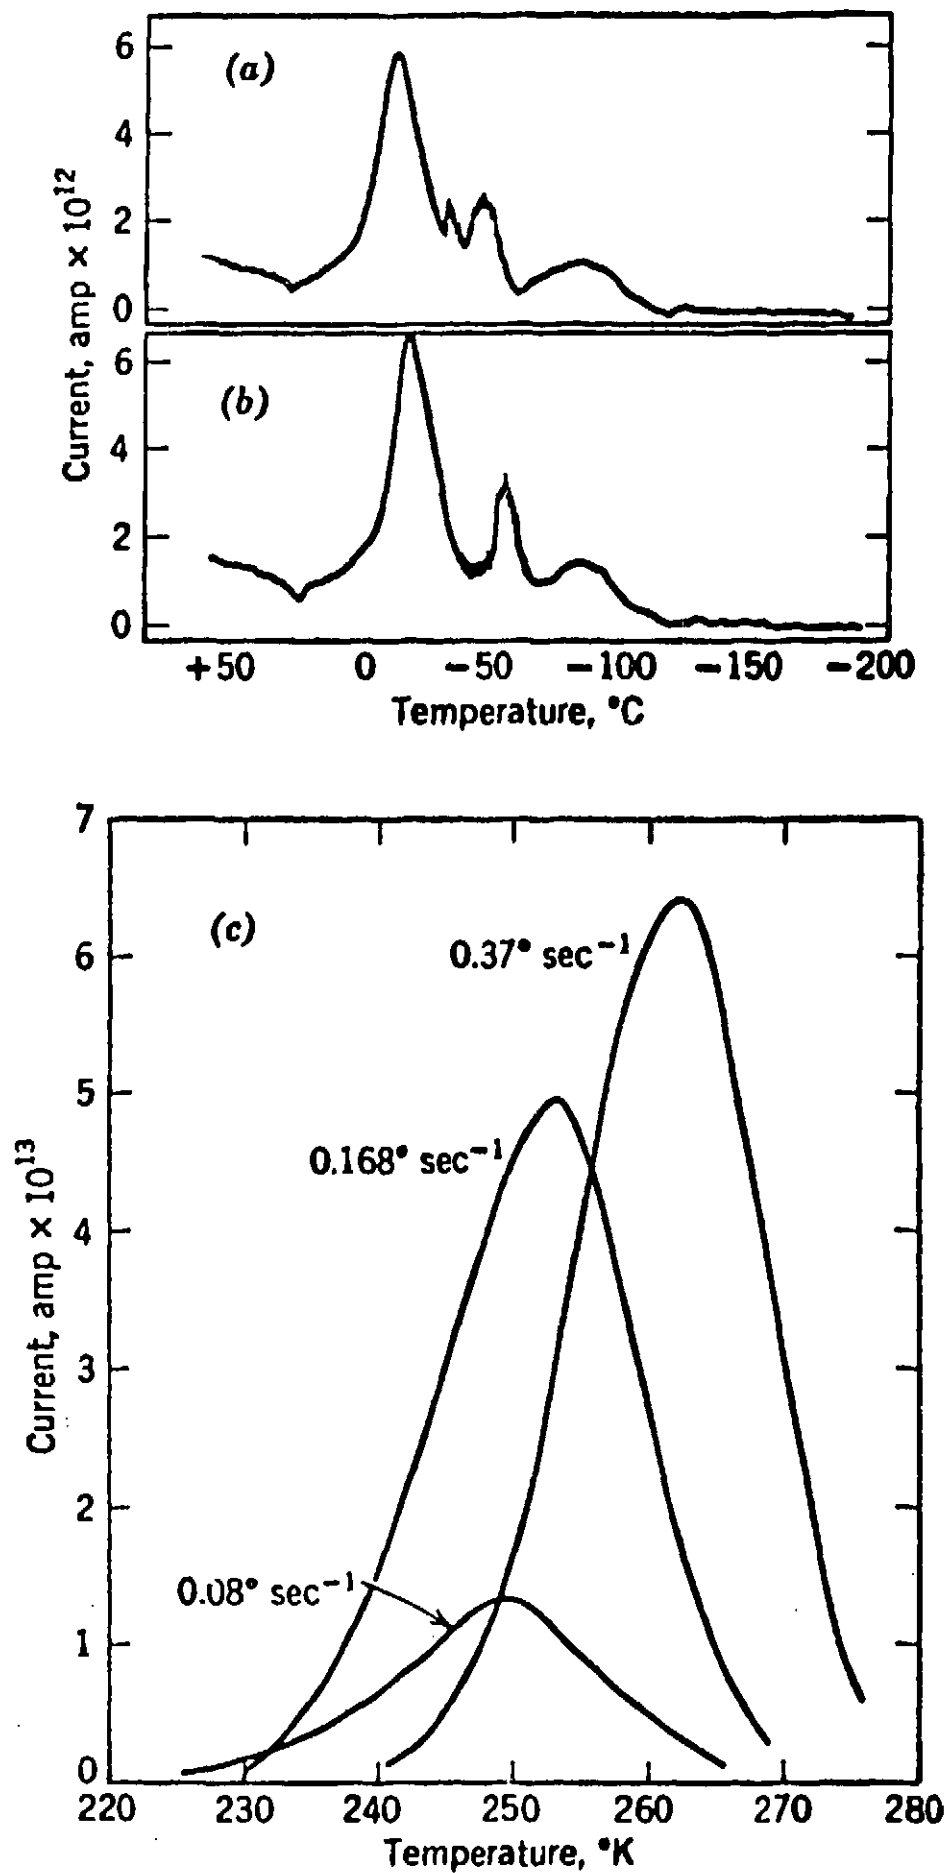 (a)
6
4
2
0
Current, amp × 10¹²
(b)
6
4
2
0
+50 0 −50 −100 −150 −200
Temperature, °C
7
(c)
6
0.37° sec⁻¹
5
0.168° sec⁻¹
4
Current, amp × 10¹³
3
2
0.08° sec⁻¹
1
0
220 230 240 250 260 270 280
Temperature, °K